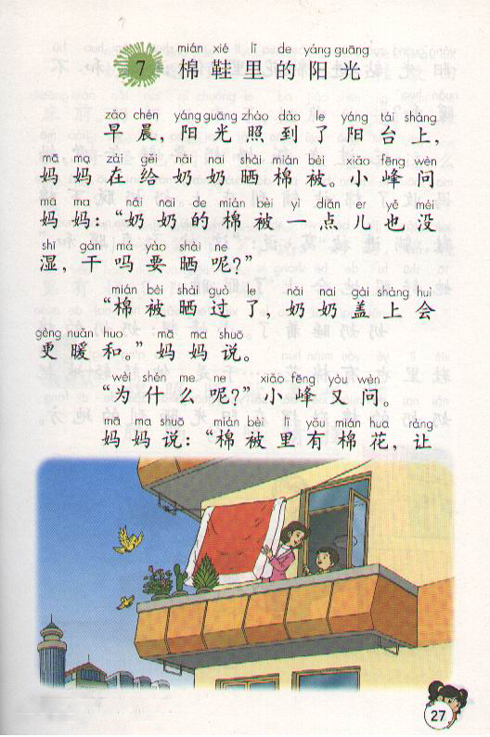 mián xié lǐ de yáng guāng
7 棉鞋里的阳光
zǎo chén yáng guāng zhào dào le yáng tái shàng
早晨，阳光照到了阳台上，
mā ma zài gěi nǎi nai shài mián bèi xiǎo fēng wèn
妈妈在给奶奶晒棉被。小峰问
mā ma nǎi nai de mián bèi yì diǎn er yě méi
妈妈：“奶奶的棉被一点儿也没
shī gàn má yào shài ne
湿，干吗要晒呢？”
mián bèi shài guò le nǎi nai gài shàng huì
“棉被晒过了，奶奶盖上会
gèng nuǎn huo mā ma shuō
更暖和。”妈妈说。
wèi shén me ne xiǎo fēng yòu wèn
“为什么呢？”小峰又问。
mā ma shuō mián bèi lǐ yǒu mián hua ràng
妈妈说：“棉被里有棉花，让
27